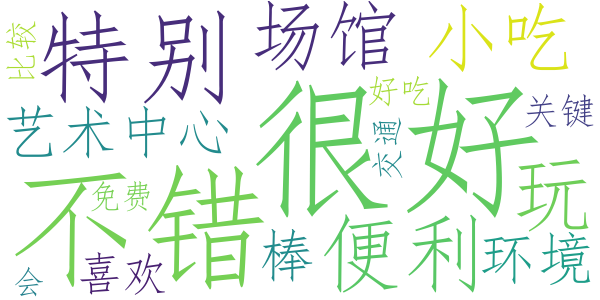 比较
特别
场馆
小吃
艺术中心
很好
好吃
交通
关键
不错
免费
玩
会
喜欢
棒
便利
环境